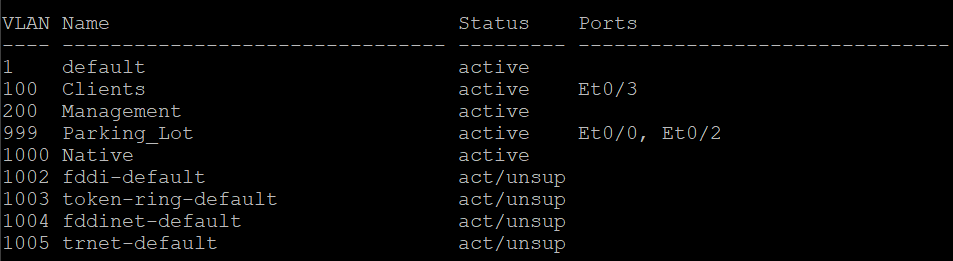 VLAN Name                             Status    Ports
---- -------------------------------- --------- -------------------------------
1    default                          active
100  Clients                          active    Et0/3
200  Management                       active
999  Parking_Lot                      active    Et0/0, Et0/2
1000 Native                           active
1002 fddi-default                     act/unsup
1003 token-ring-default               act/unsup
1004 fddinet-default                  act/unsup
1005 trnet-default                    act/unsup